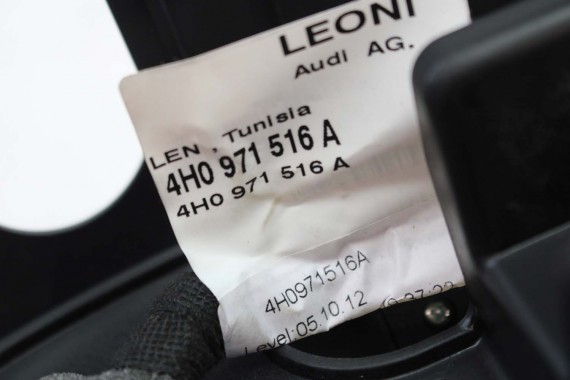 LEONI
Audi AG.
LEN. Tunisia
4H0 971 516 A
4H0 971 516 A
4H0971516A
Level:05.10.12